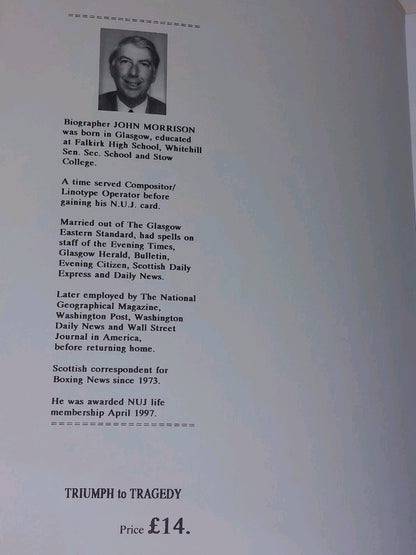 ==========================
Biographer JOHN MORRISON
was born in Glasgow, educated
at Falkirk High School, Whitehill
Sen. Sec. School and Stow
College.
A time served Compositor/
Linotype Operator before
gaining his N.U.J. card.
Married out of The Glasgow
Eastern Standard, had spells on
staff of the Evening Times,
Glasgow Herald, Bulletin,
Evening Citizen, Scottish Daily
Express and Daily News.
Later employed by The National
Geographical Magazine,
Washington Post, Washington
Daily News and Wall Street
Journal in America,
before returning home.
Scottish correspondent for
Boxing News since 1973.
He was awarded NUJ life
membership April 1997.
==========================
TRIUMPH to TRAGEDY
Price £14.